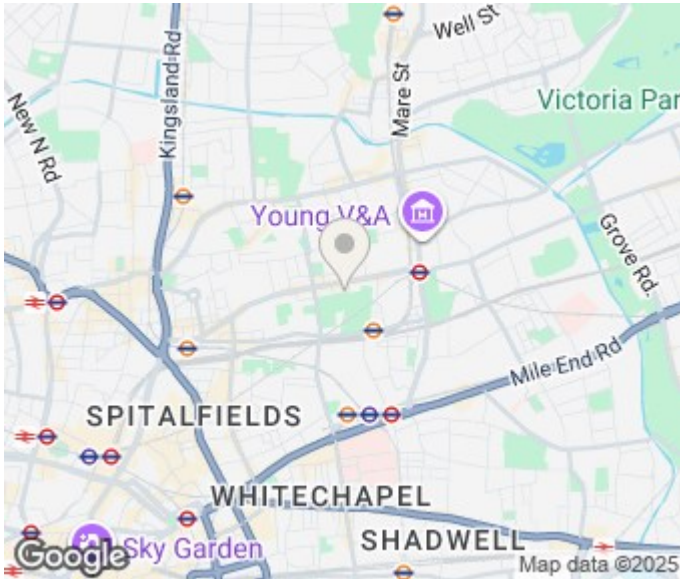 Well St
Kingsland Rd
Mare St
New N Rd
Victoria Par
Young V&A
Grove Rd.
Mile End Rd
SPITALFIELDS
WHITECHAPEL
SHADWELL
Sky Garden
Google
Map data ©2025